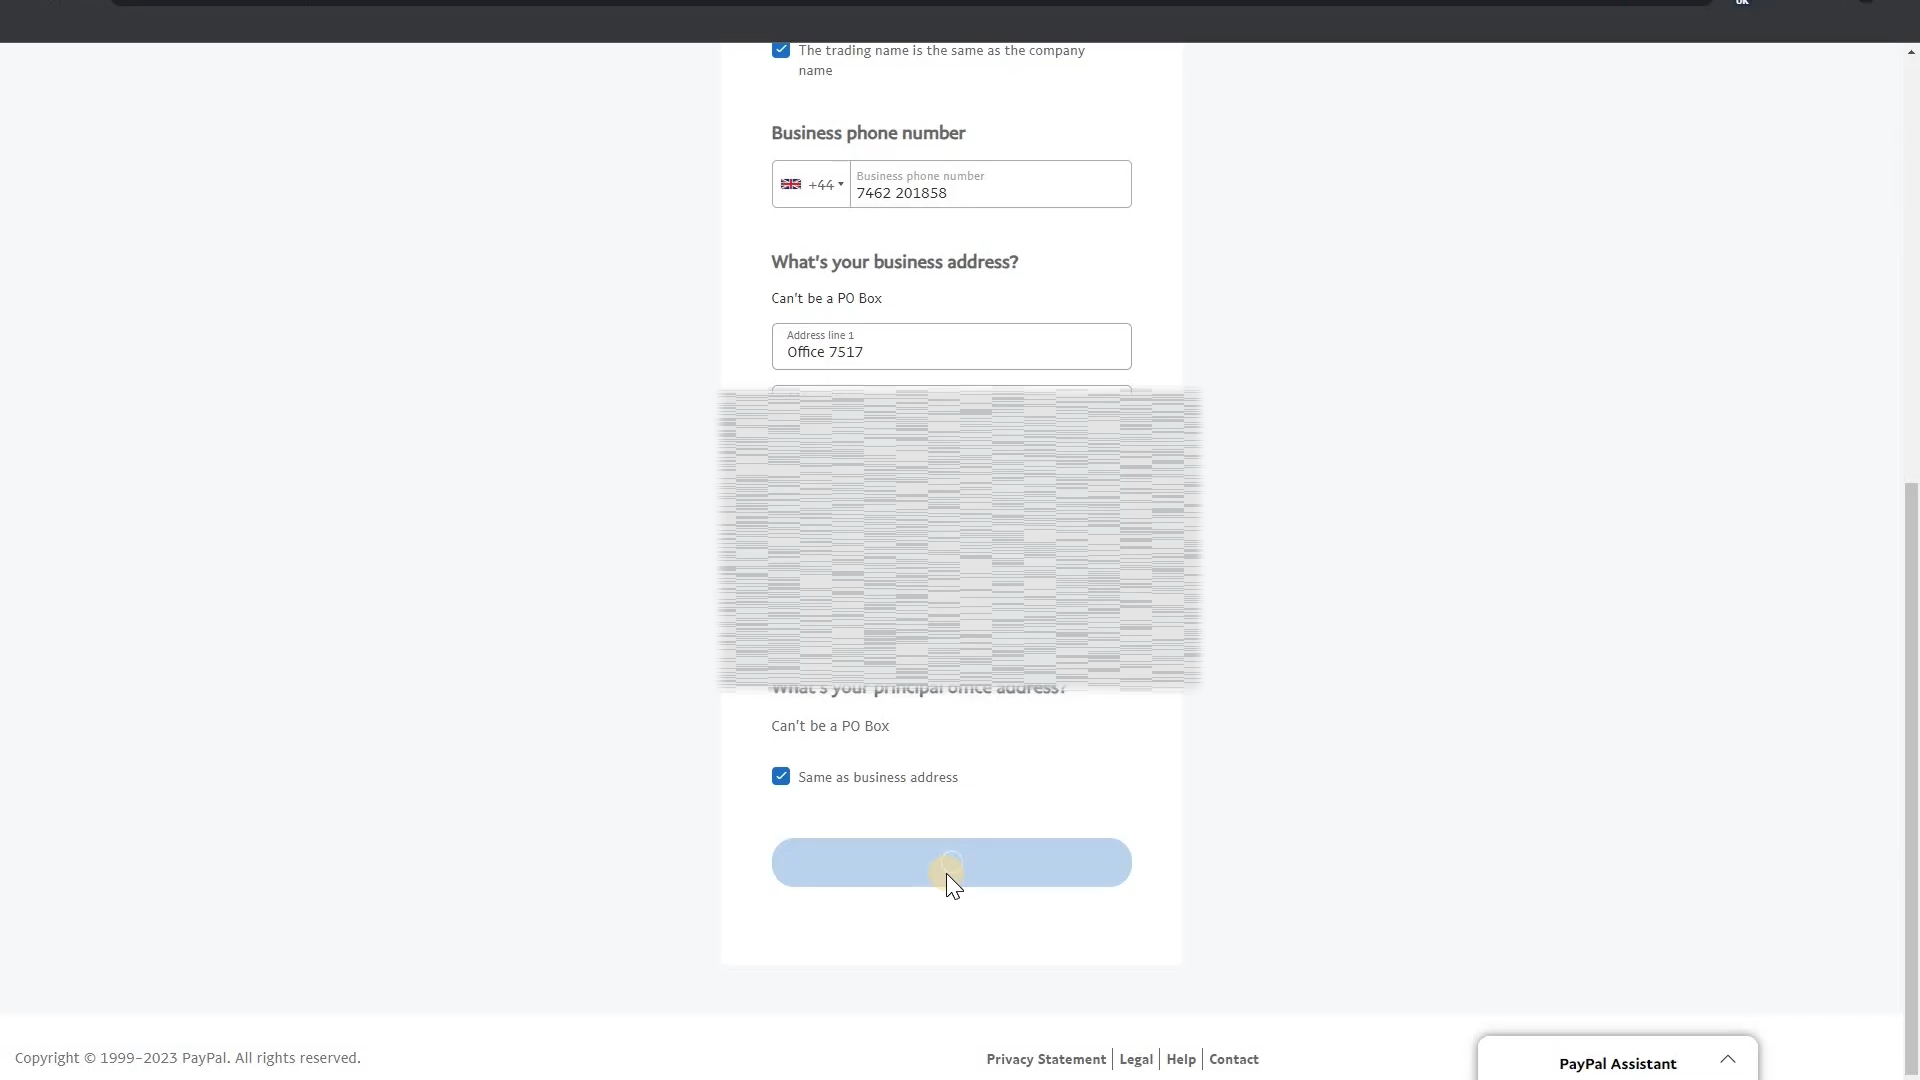 UK
The trading name is the same as the company
name
Business phone number
+44
Business phone number
7462 201858
What's your business address?
Can't be a PO Box
Address line 1
Office 7517
What's your principal office address?
Can't be a PO Box
Same as business address
Copyright © 1999-2023 PayPal. All rights reserved.
Privacy Statement
Legal
Help
Contact
PayPal Assistant